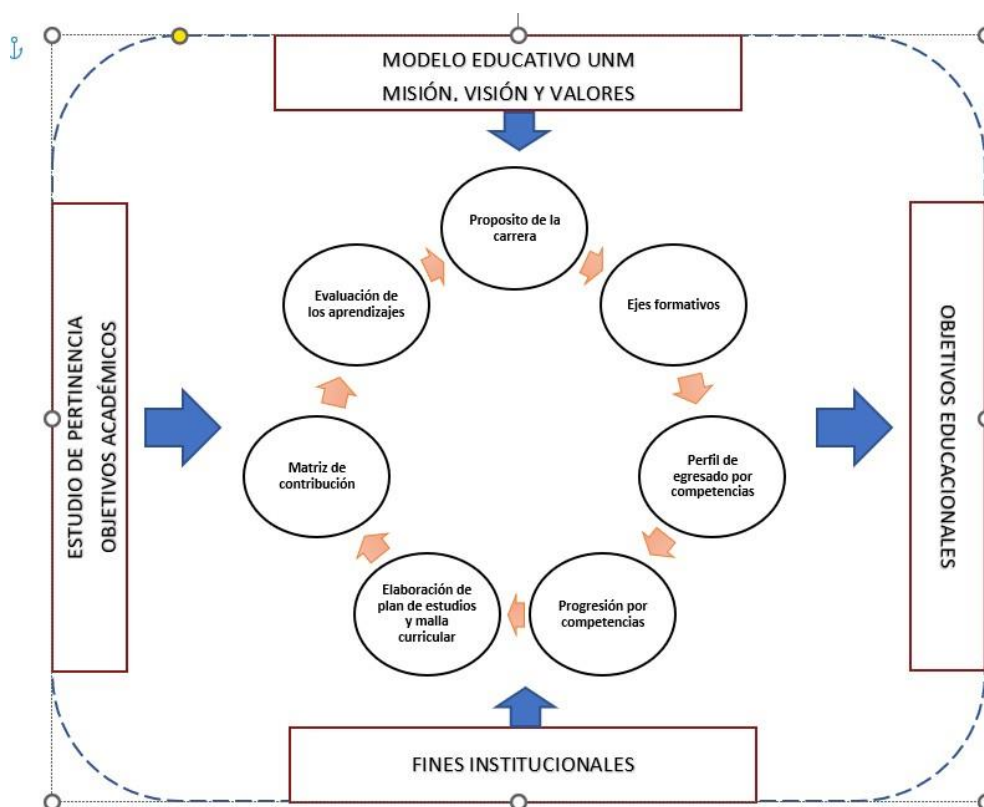 MODELO EDUCATIVO UNM
MISIÓN, VISIÓN Y VALORES
Proposito de la
carrera
Ejes formativos
Perfil de
egresado por
competencias
Progresión por
competencias
Elaboración de
plan de estudios
y malla
curricular
Matriz de
contribución
Evaluación de
los aprendizajes
ESTUDIO DE PERTINENCIA
OBJETIVOS ACADÉMICOS
OBJETIVOS EDUCACIONALES
FINES INSTITUCIONALES